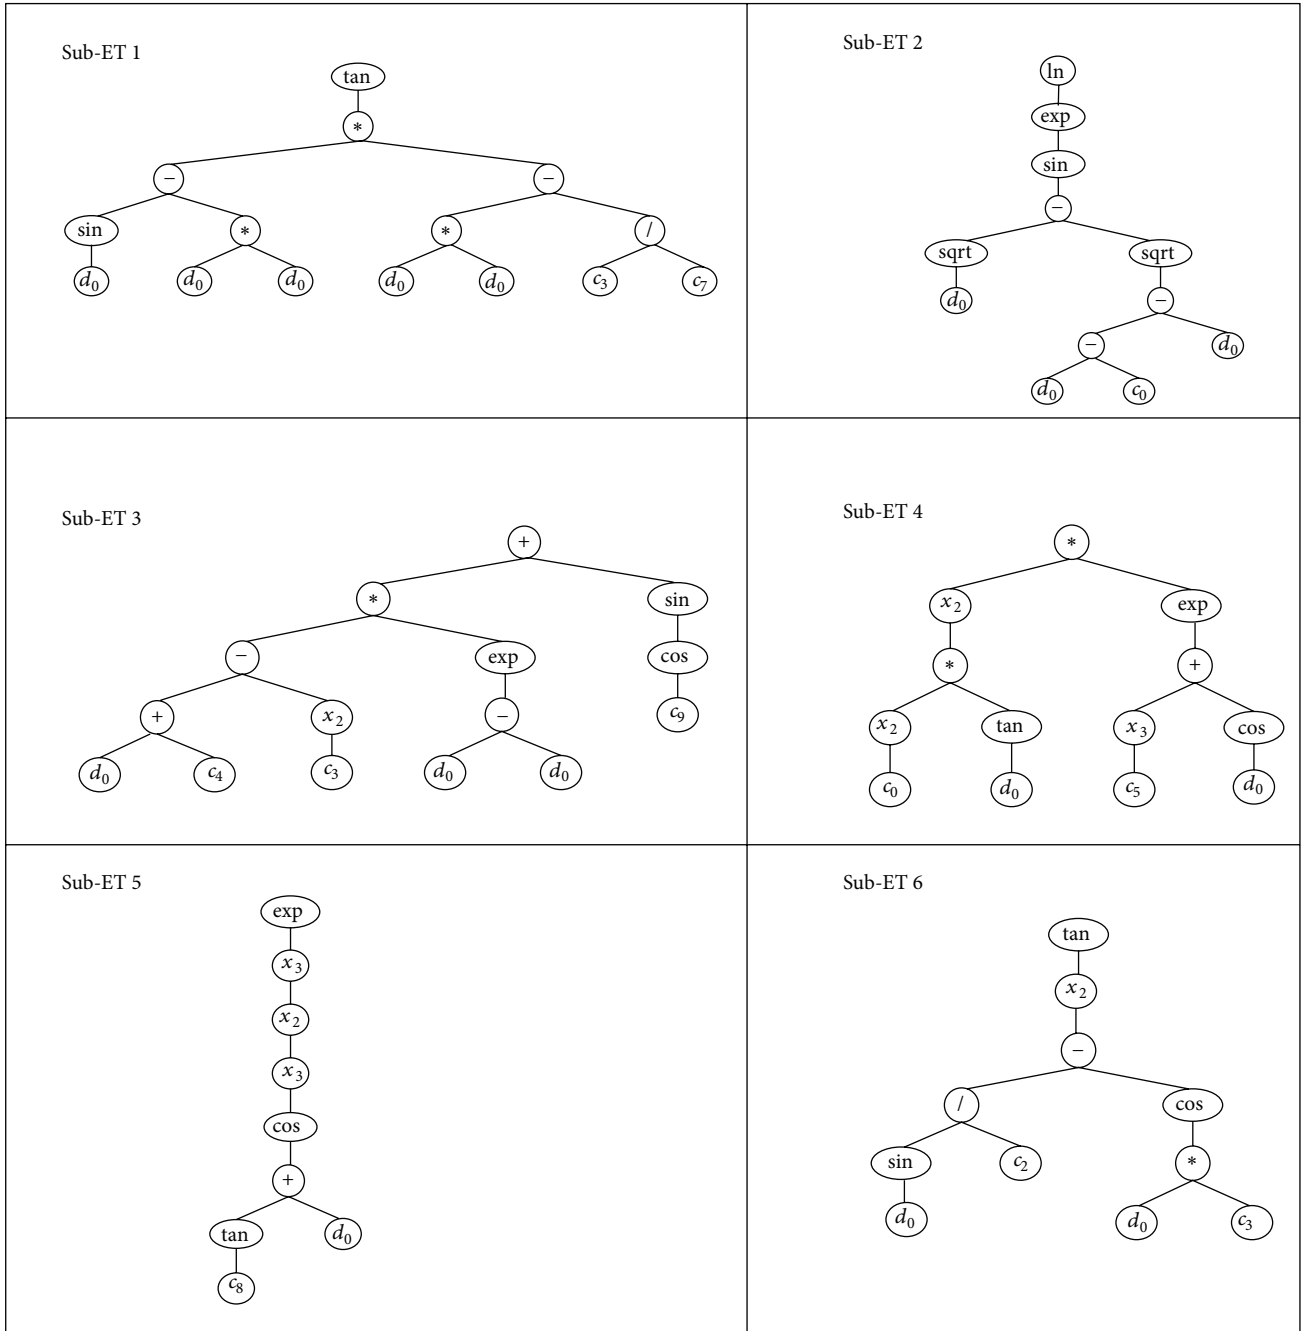 Sub-ET 1
tan
*
− −
sin * * /
d0 d0 d0 d0 d0 c3 c7
Sub-ET 2
ln
exp
sin
−
sqrt sqrt
d0 −
− d0
d0 c0
Sub-ET 3
+
* sin
− exp cos
+ x2 − c9
d0 c4 c3 d0 d0
Sub-ET 4
*
x2 exp
* +
x2 tan x3 cos
c0 d0 c5 d0
Sub-ET 5
exp
x3
x2
x3
cos
+
tan d0
c8
Sub-ET 6
tan
x2
−
/ cos
sin c2 *
d0 d0 c3